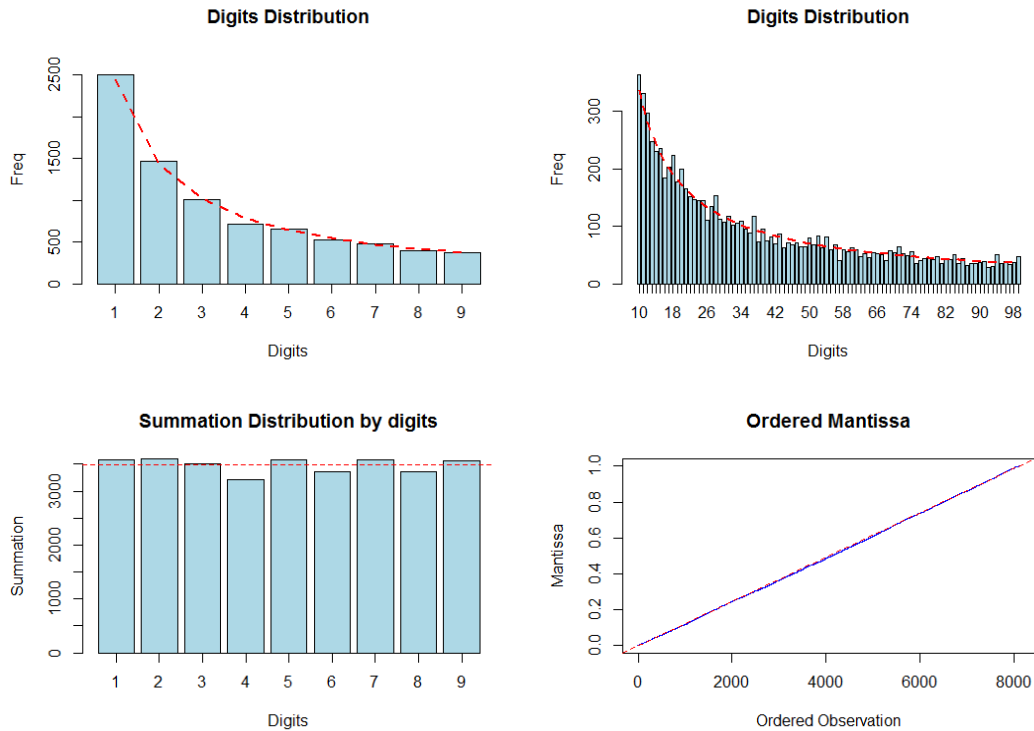 Digits Distribution
Freq
2500
1500
500
0
1 2 3 4 5 6 7 8 9
Digits
Digits Distribution
Freq
300
200
100
0
10 18 26 34 42 50 58 66 74 82 90 98
Digits
Summation Distribution by digits
Summation
3000
1000
0
1 2 3 4 5 6 7 8 9
Digits
Ordered Mantissa
Mantissa
1.0
0.8
0.6
0.4
0.2
0.0
0 2000 4000 6000 8000
Ordered Observation